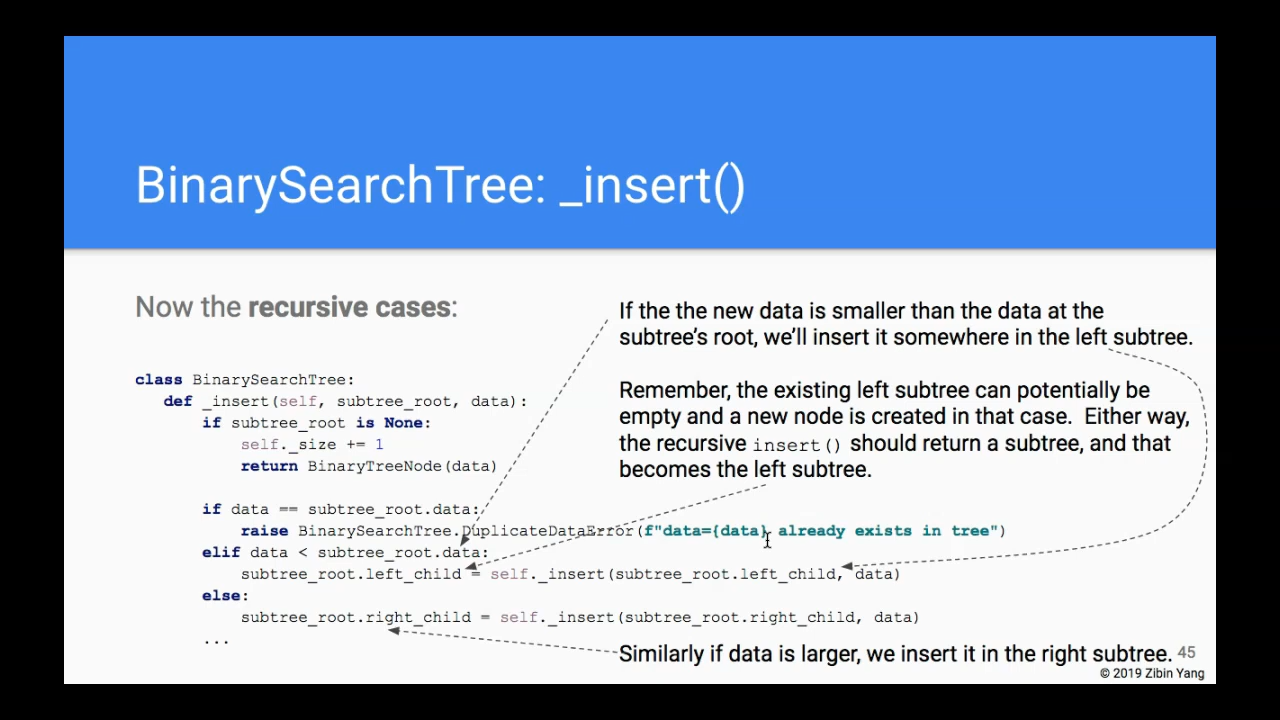 BinarySearchTree: _insert()
Now the recursive cases:
class BinarySearchTree:
def _insert(self, subtree_root, data):
if subtree_root is None:
self._size += 1
return BinaryTreeNode(data)
if data == subtree_root.data:
raise BinarySearchTree.DuplicateDataError(f"data={data} already exists in tree")
elif data < subtree_root.data:
subtree_root.left_child = self._insert(subtree_root.left_child, data)
else:
subtree_root.right_child = self._insert(subtree_root.right_child, data)
...
If the the new data is smaller than the data at the
subtree’s root, we’ll insert it somewhere in the left subtree.
Remember, the existing left subtree can potentially be
empty and a new node is created in that case. Either way,
the recursive insert() should return a subtree, and that
becomes the left subtree.
Similarly if data is larger, we insert it in the right subtree.
45
© 2019 Zibin Yang